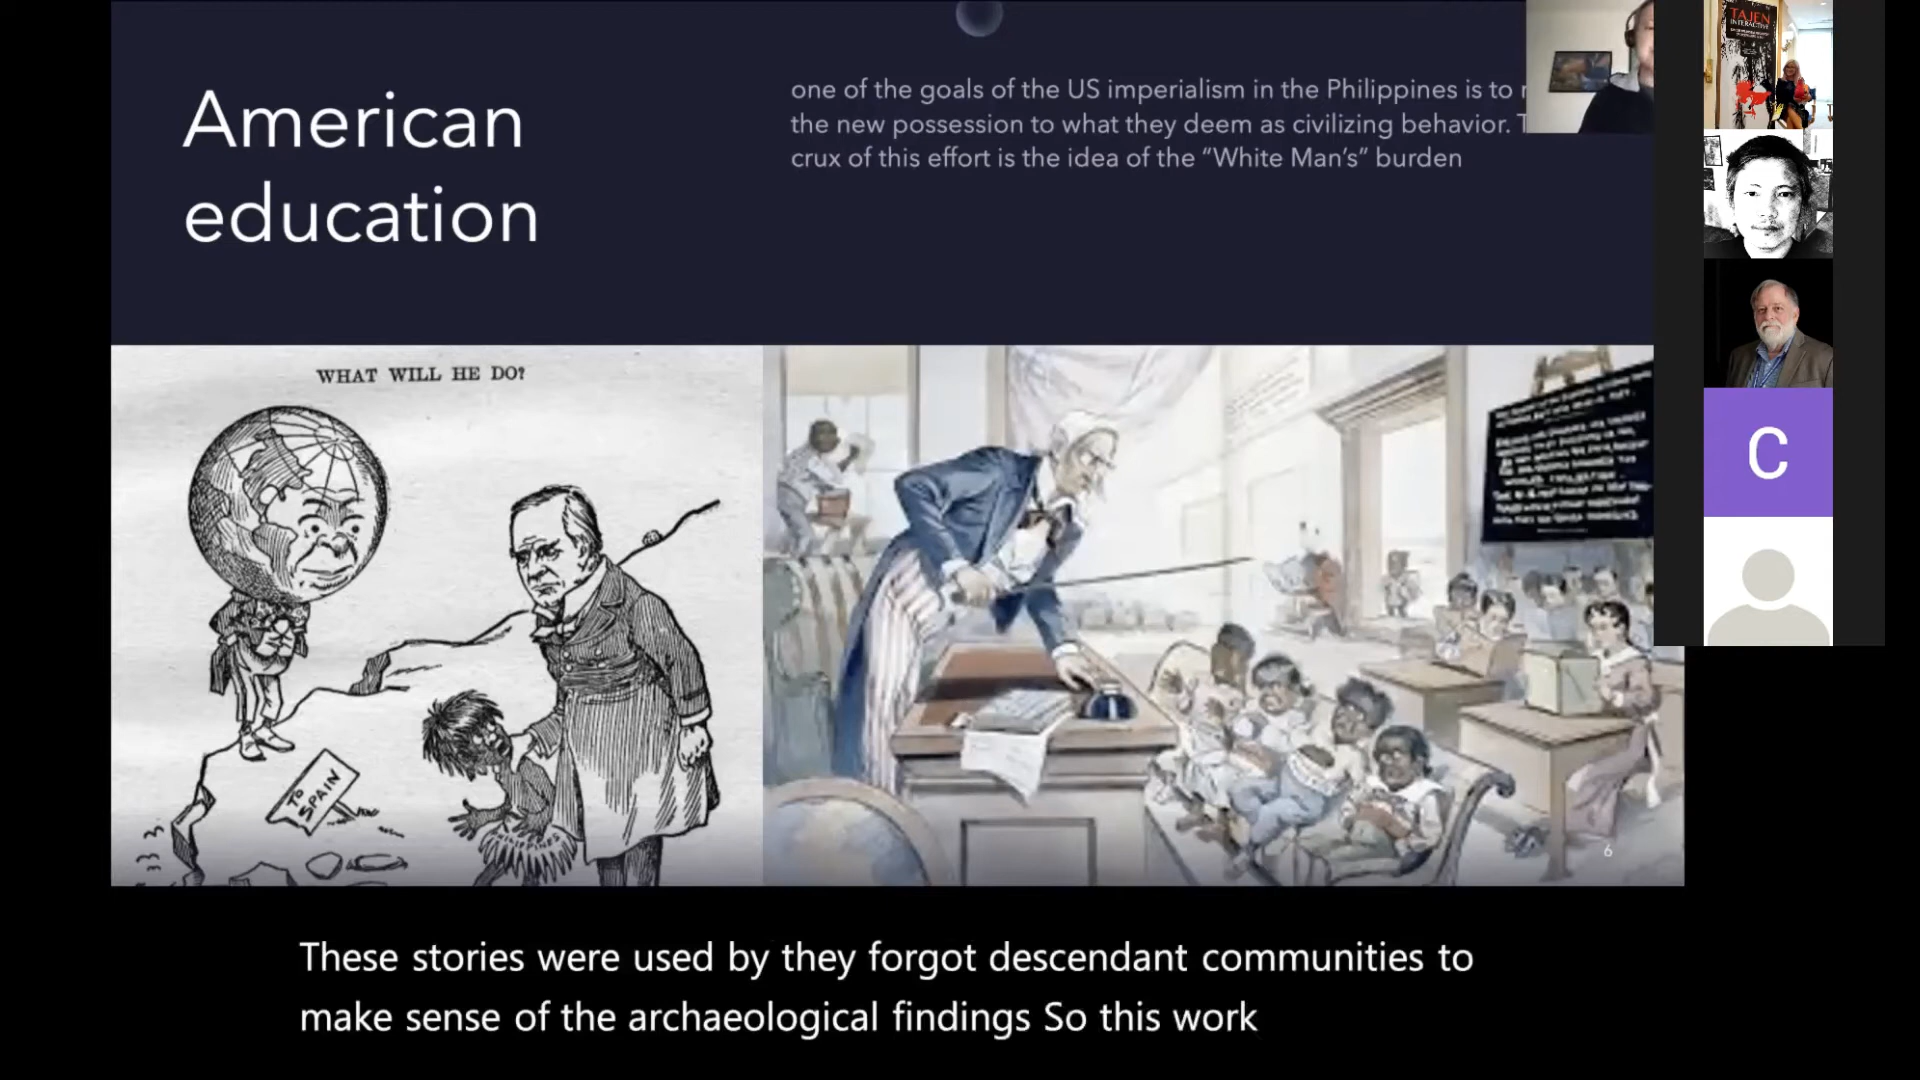 American
education
one of the goals of the US imperialism in the Philippines is to
the new possession to what they deem as civilizing behavior. T
crux of this effort is the idea of the “White Man’s” burden
WHAT WILL HE DO?
TO
SPAIN
PHILIPPINES
6
TAJEN
INTERACTIVE
C
These stories were used by they forgot descendant communities to
make sense of the archaeological findings So this work